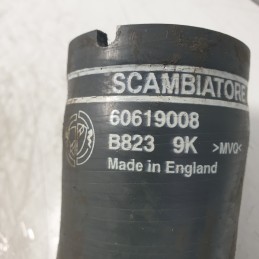 SCAMBIATORE
60619008
B823 9K >MVQ<
Made in England